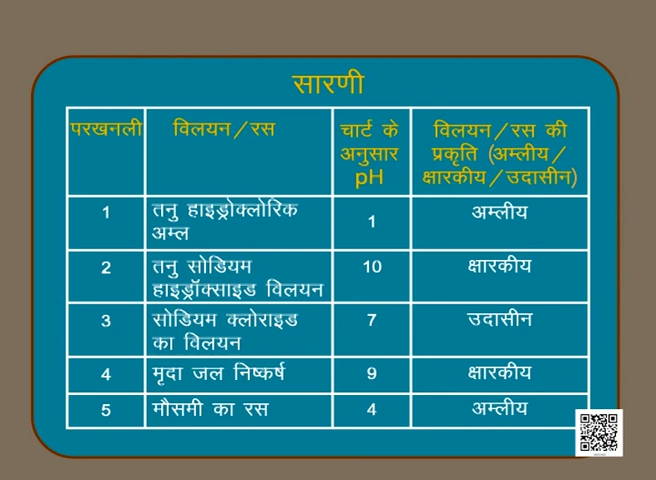 सारणी
परखनली
विलयन/रस
चार्ट के
अनुसार
pH
विलयन/रस की
प्रकृति (अम्लीय/
क्षारकीय/उदासीन)
1
तनु हाइड्रोक्लोरिक
अम्ल
1
अम्लीय
2
तनु सोडियम
हाइड्रॉक्साइड विलयन
10
क्षारकीय
3
सोडियम क्लोराइड
का विलयन
7
उदासीन
4
मृदा जल निष्कर्ष
9
क्षारकीय
5
मौसमी का रस
4
अम्लीय